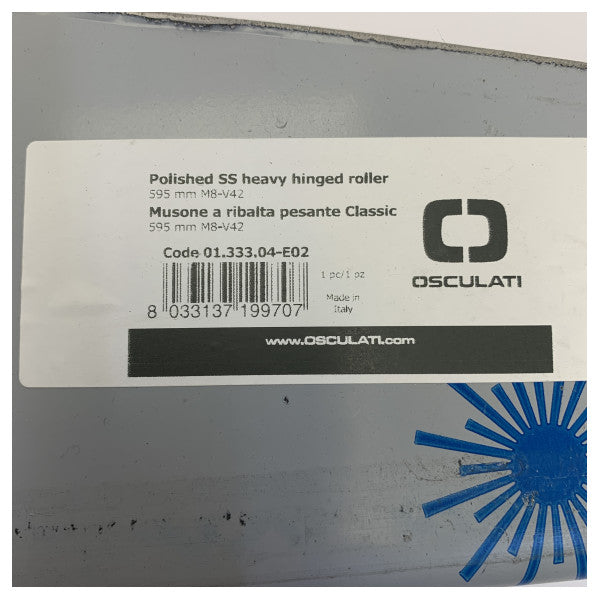 Polished SS heavy hinged roller
595 mm M8-V42
Musone a ribalta pesante Classic
595 mm M8-V42
Code 01.333.04-E02
1 pc/1 pz
Made in
Italy
8 033137 199707
OSCULATI
www.OSCULATI.com